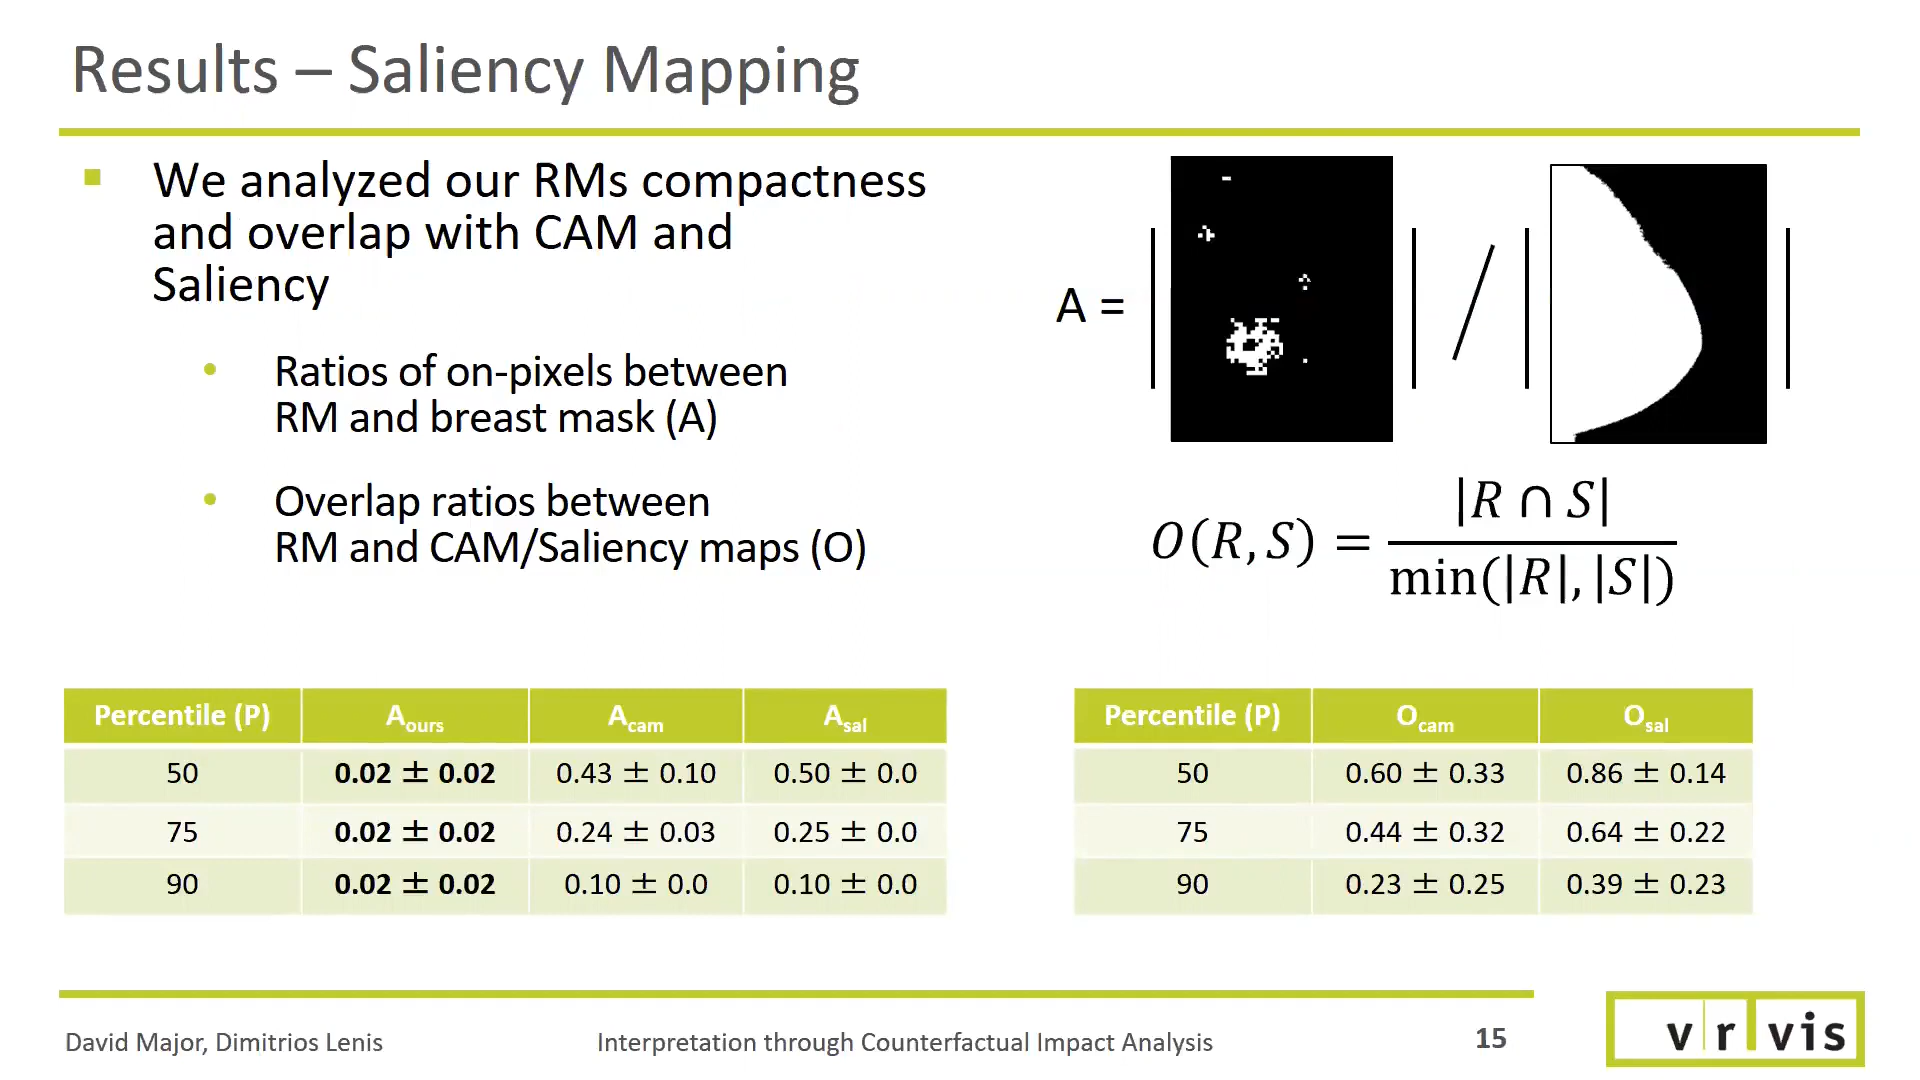 Results – Saliency Mapping
We analyzed our RMs compactness
and overlap with CAM and
Saliency
Ratios of on-pixels between
RM and breast mask (A)
Overlap ratios between
RM and CAM/Saliency maps (O)
A = | | / | |
O(R, S) = |R ∩ S| / min(|R|, |S|)
Percentile (P) A_ours A_cam A_sal
50 0.02 ± 0.02 0.43 ± 0.10 0.50 ± 0.0
75 0.02 ± 0.02 0.24 ± 0.03 0.25 ± 0.0
90 0.02 ± 0.02 0.10 ± 0.0 0.10 ± 0.0
Percentile (P) O_cam O_sal
50 0.60 ± 0.33 0.86 ± 0.14
75 0.44 ± 0.32 0.64 ± 0.22
90 0.23 ± 0.25 0.39 ± 0.23
David Major, Dimitrios Lenis Interpretation through Counterfactual Impact Analysis 15
vrvis